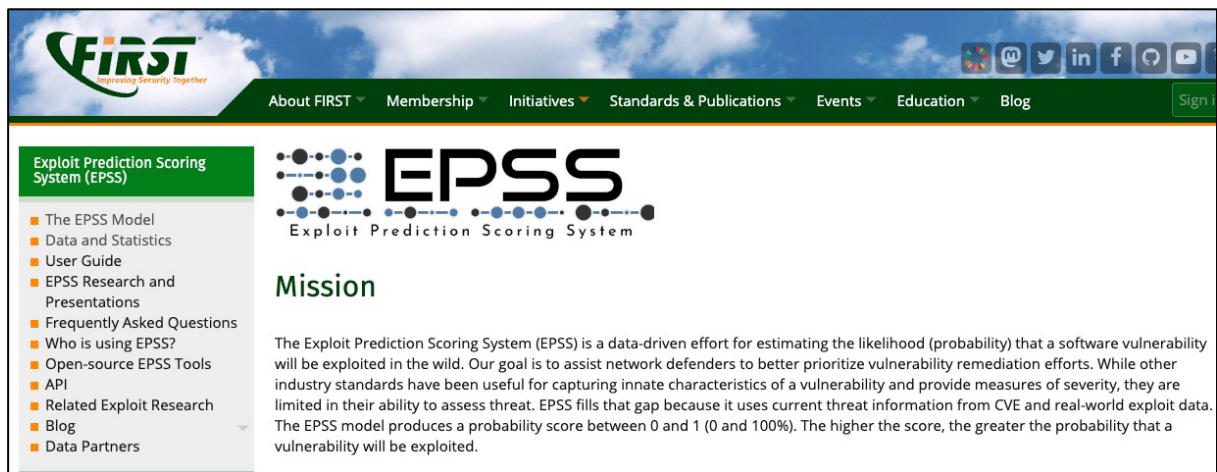 FIRST
Improving Security Together
About FIRST Membership Initiatives Standards & Publications Events Education Blog
Sign i
Exploit Prediction Scoring
System (EPSS)
The EPSS Model
Data and Statistics
User Guide
EPSS Research and
Presentations
Frequently Asked Questions
Who is using EPSS?
Open-source EPSS Tools
API
Related Exploit Research
Blog
Data Partners
EPSS
Exploit Prediction Scoring System
Mission
The Exploit Prediction Scoring System (EPSS) is a data-driven effort for estimating the likelihood (probability) that a software vulnerability
will be exploited in the wild. Our goal is to assist network defenders to better prioritize vulnerability remediation efforts. While other
industry standards have been useful for capturing innate characteristics of a vulnerability and provide measures of severity, they are
limited in their ability to assess threat. EPSS fills that gap because it uses current threat information from CVE and real-world exploit data.
The EPSS model produces a probability score between 0 and 1 (0 and 100%). The higher the score, the greater the probability that a
vulnerability will be exploited.